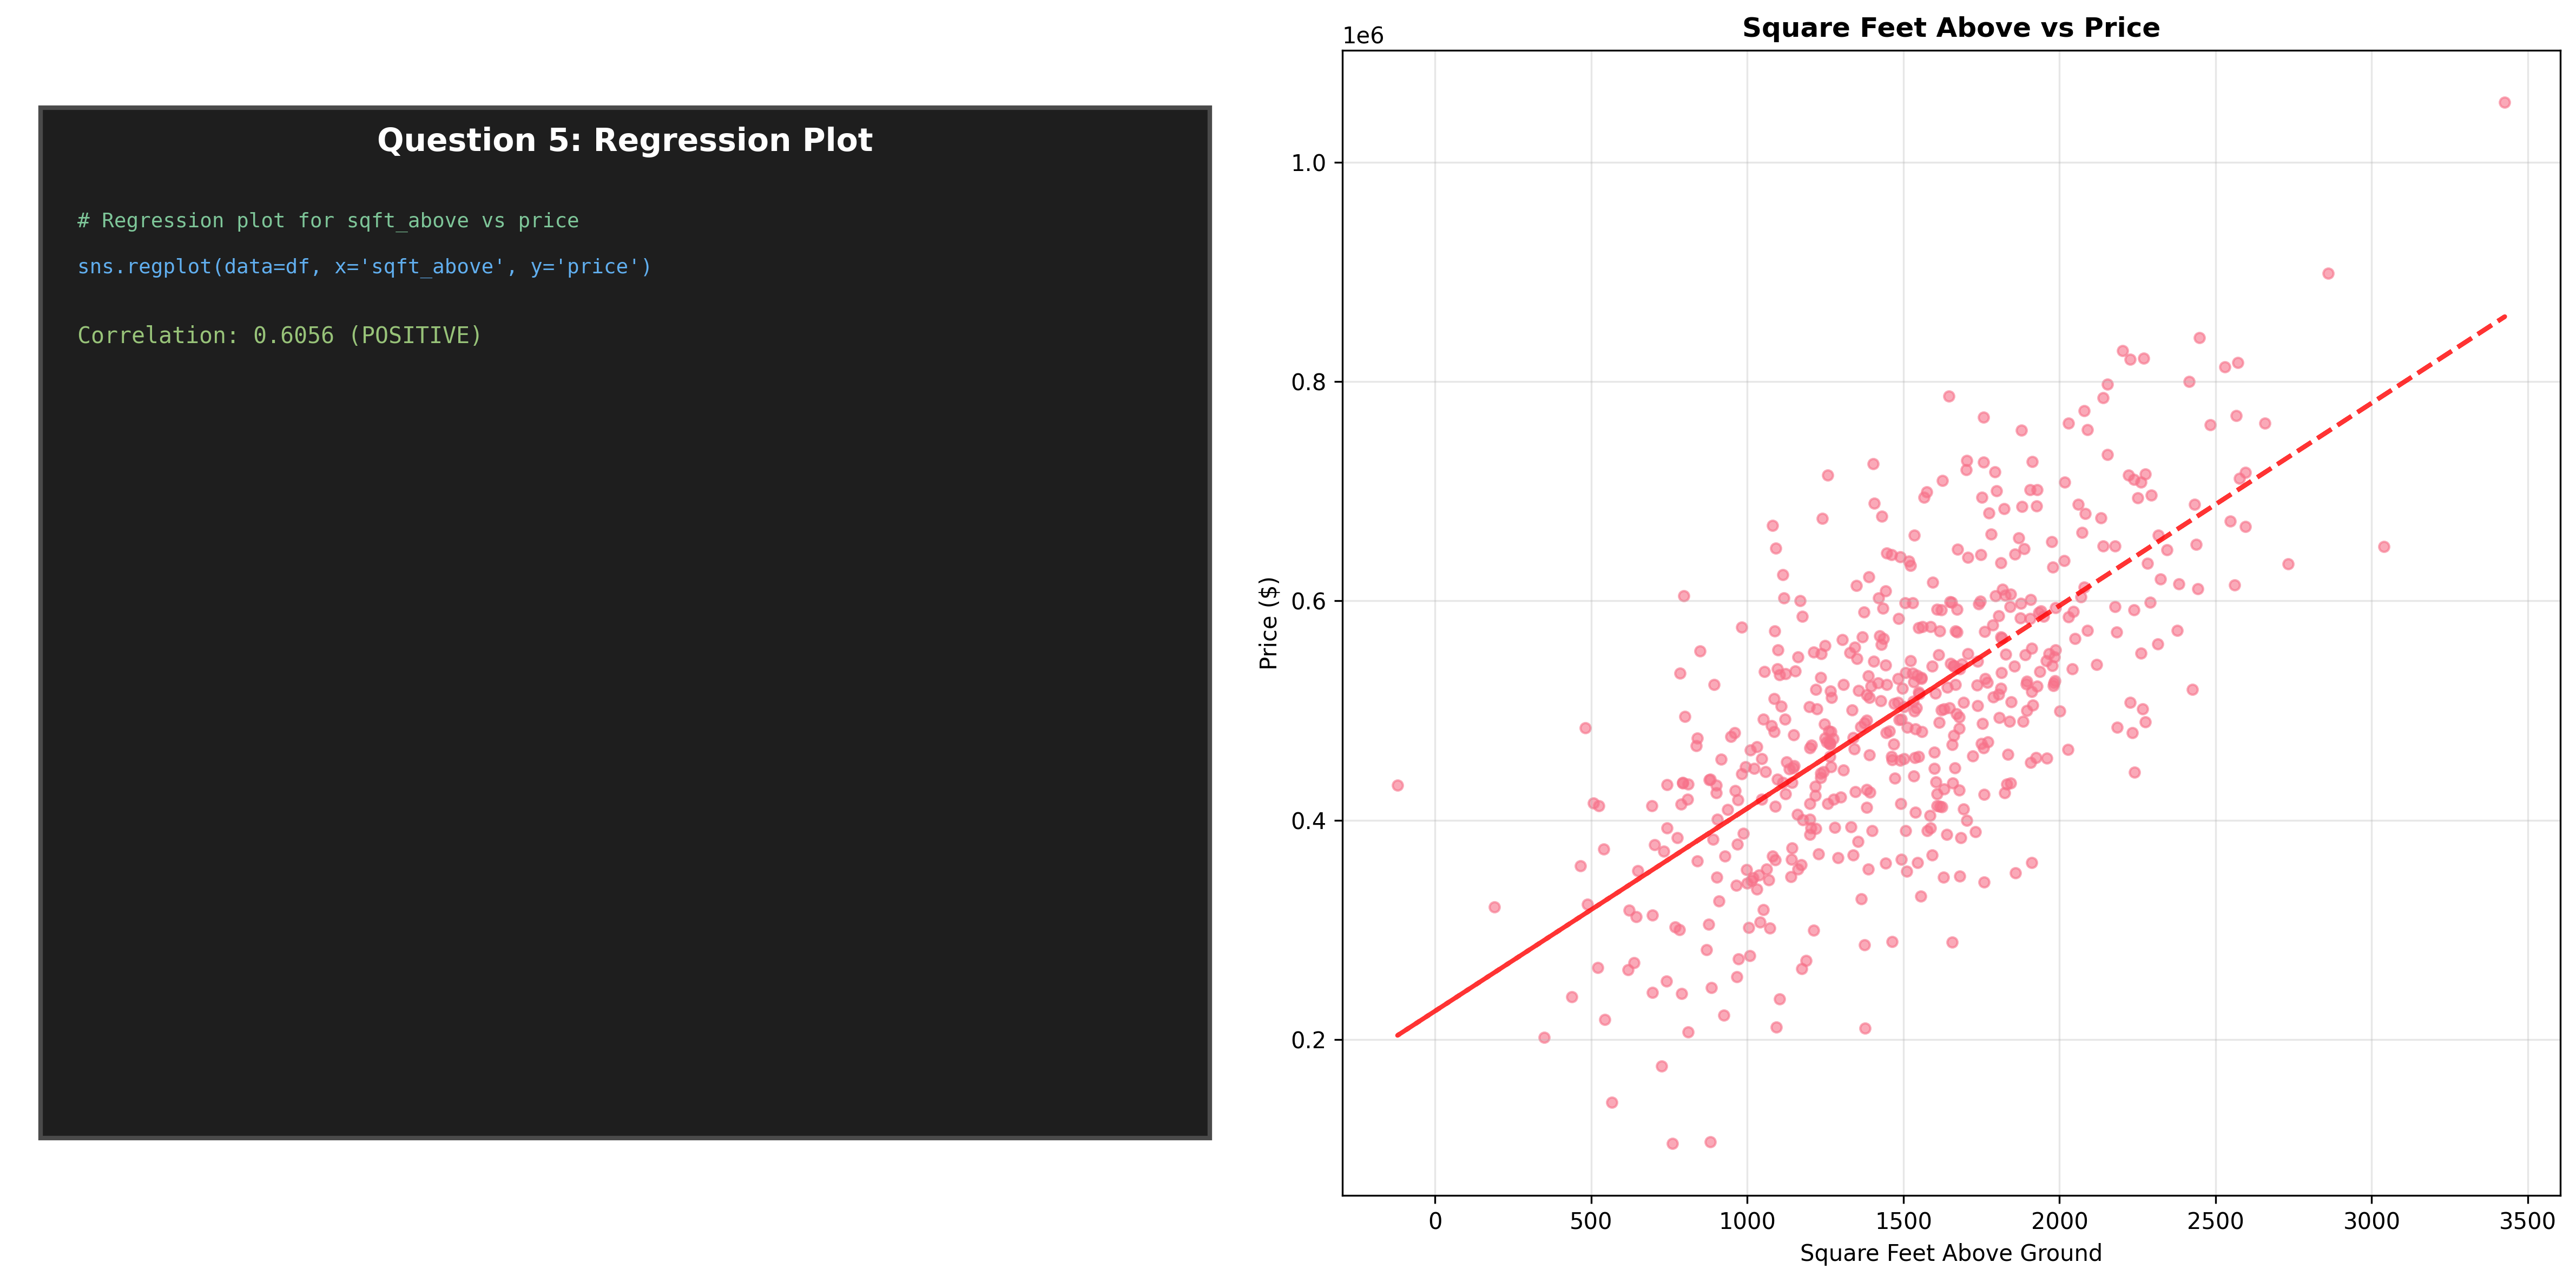 Question 5: Regression Plot
# Regression plot for sqft_above vs price
sns.regplot(data=df, x='sqft_above', y='price')
Correlation: 0.6056 (POSITIVE)
Square Feet Above vs Price
1e6
1.0
0.8
0.6
0.4
0.2
Price ($)
0 500 1000 1500 2000 2500 3000 3500
Square Feet Above Ground